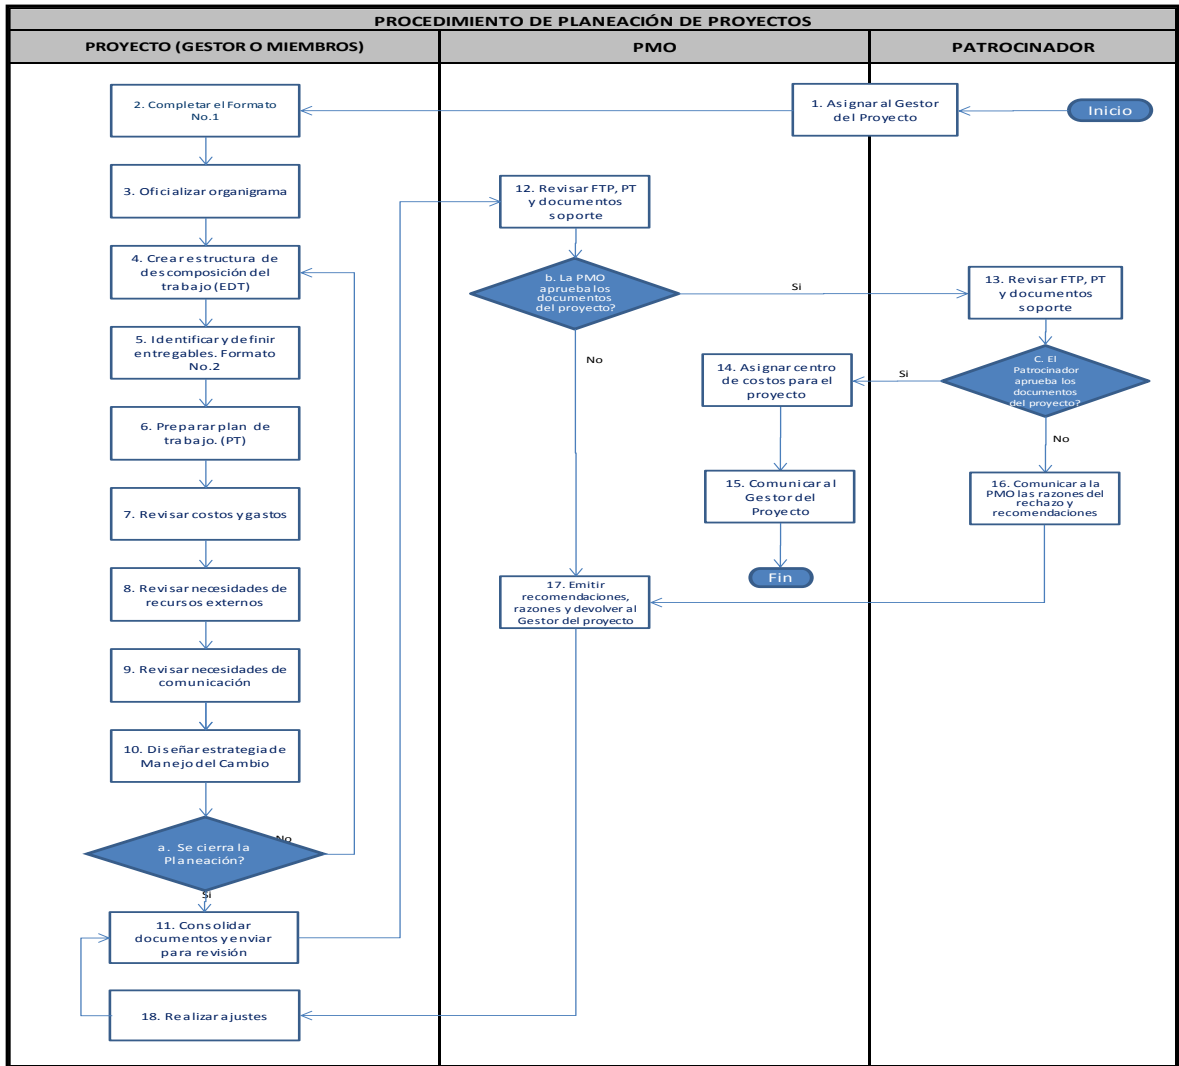 PROCEDIMIENTO DE PLANEACIÓN DE PROYECTOS
PROYECTO (GESTOR O MIEMBROS)
PMO
PATROCINADOR
Inicio
1. Asignar al Gestor
del Proyecto
2. Completar el Formato
No.1
3. Oficializar organigrama
4. Crear estructura de
descomposición del
trabajo (EDT)
5. Identificar y definir
entregables. Formato
No.2
6. Preparar plan de
trabajo. (PT)
7. Revisar costos y gastos
8. Revisar necesidades de
recursos externos
9. Revisar necesidades de
comunicación
10. Diseñar estrategia de
Manejo del Cambio
a. Se cierra la
Planeación?
No
Si
11. Consolidar
documentos y enviar
para revisión
18. Realizar ajustes
12. Revisar FTP, PT
y documentos
soporte
b. La PMO
aprueba los
documentos
del proyecto?
Si
No
13. Revisar FTP, PT
y documentos
soporte
C. El
Patrocinador
aprueba los
documentos
del proyecto?
Si
No
14. Asignar centro
de costos para el
proyecto
15. Comunicar al
Gestor del
Proyecto
Fin
16. Comunicar a la
PMO las razones del
rechazo y
recomendaciones
17. Emitir
recomendaciones,
razones y devolver al
Gestor del proyecto